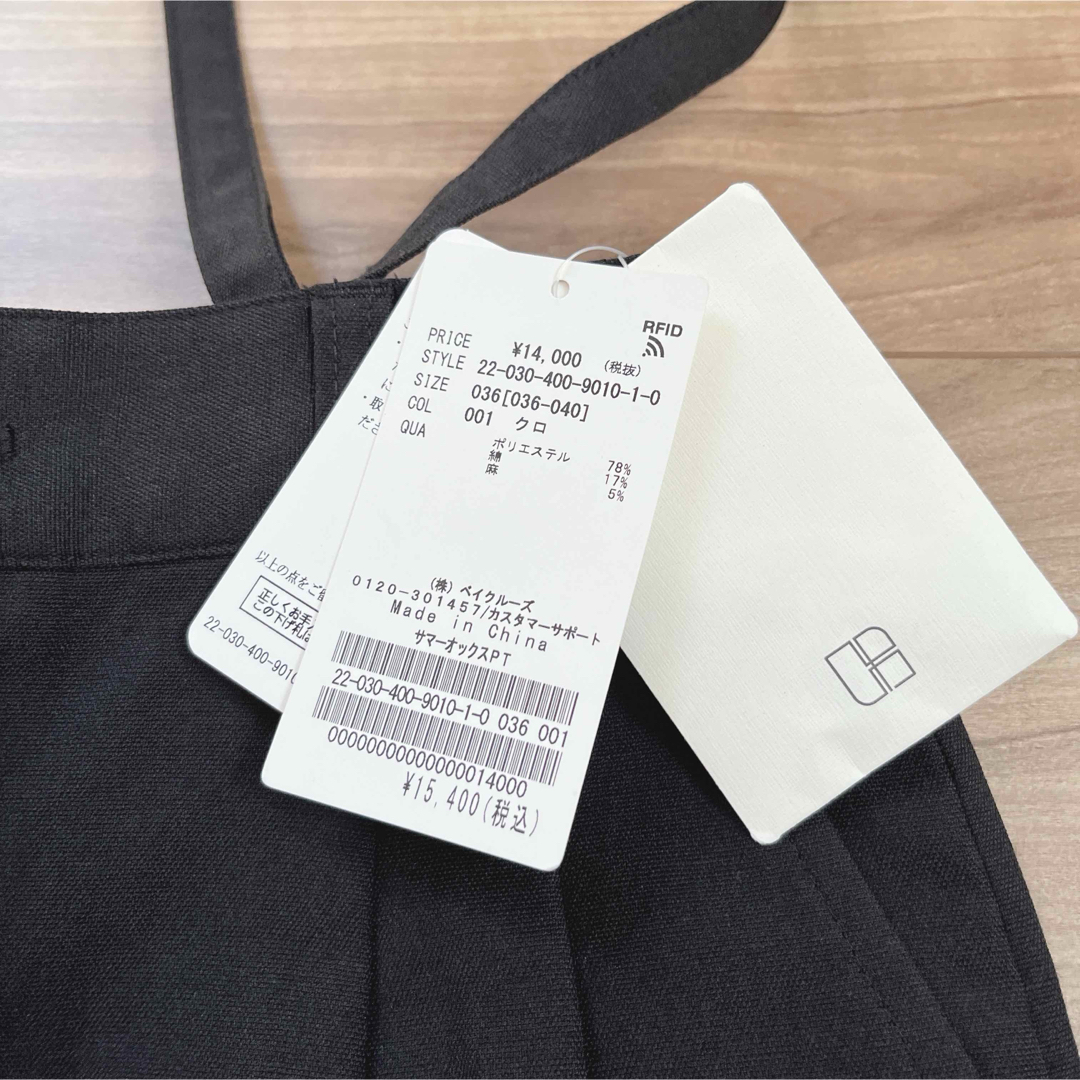 RFID
PRICE ¥14,000 (税抜)
STYLE 22-030-400-9010-1-0
SIZE 036[036-040]
COL 001 クロ
QUA ポリエステル 78%
綿 17%
麻 5%
(株) ベイクルーズ
0120-301457/カスタマーサポート
Made in China
サマーオックスPT
22-030-400-9010-1-0 036 001
00000000000000014000
¥15,400(税込)
・取
以上の点をご
正しくお手
この下げ札は
22-030-400-9010